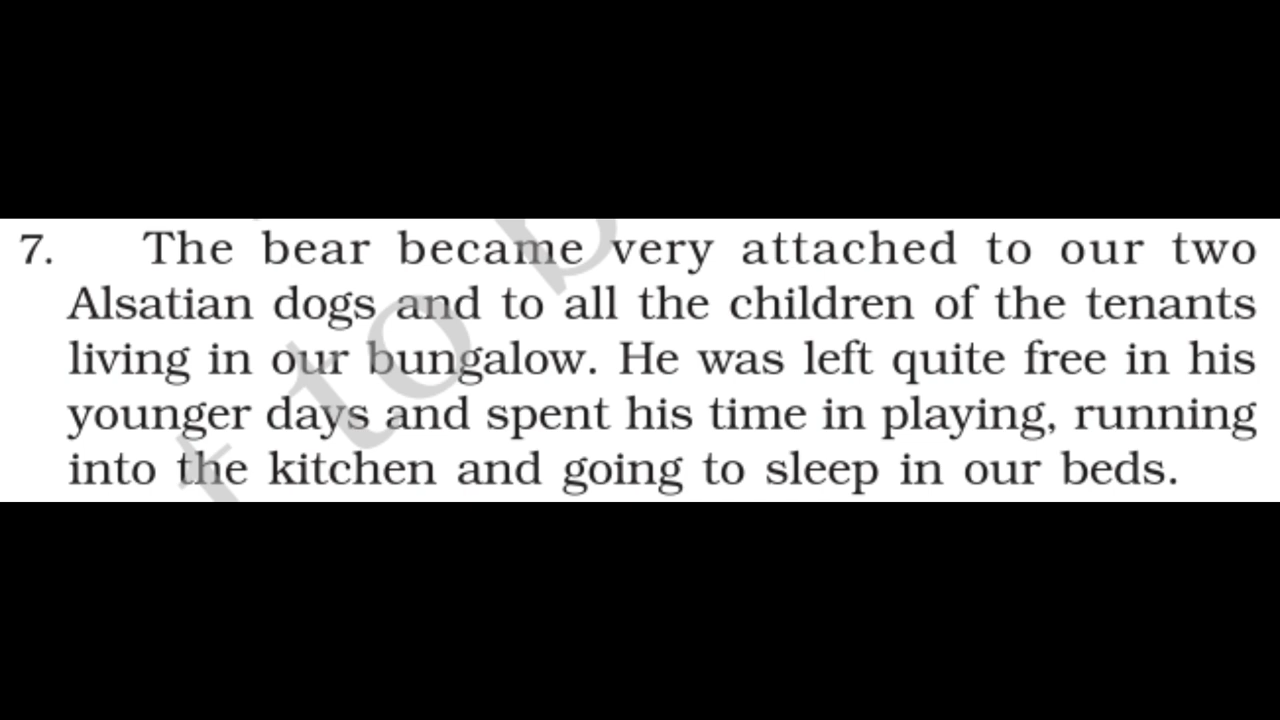 7. The bear became very attached to our two
Alsatian dogs and to all the children of the tenants
living in our bungalow. He was left quite free in his
younger days and spent his time in playing, running
into the kitchen and going to sleep in our beds.
t to b